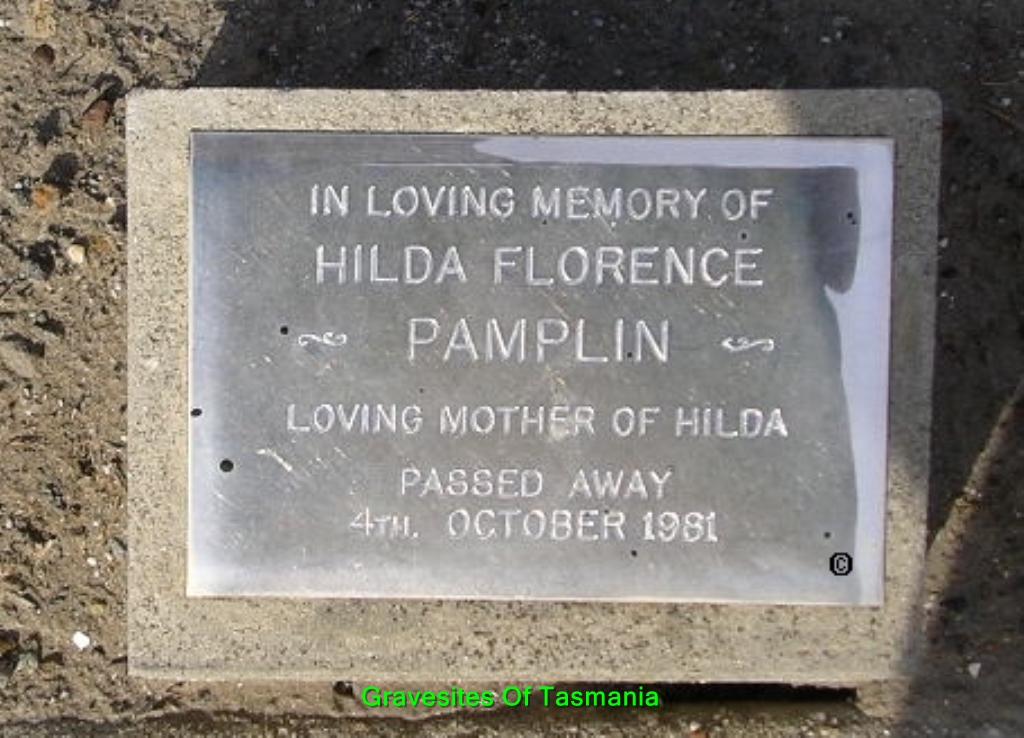 IN LOVING MEMORY OF
HILDA FLORENCE
PAMPLIN
LOVING MOTHER OF HILDA
PASSED AWAY
4TH. OCTOBER 1981
©
Gravesites Of Tasmania